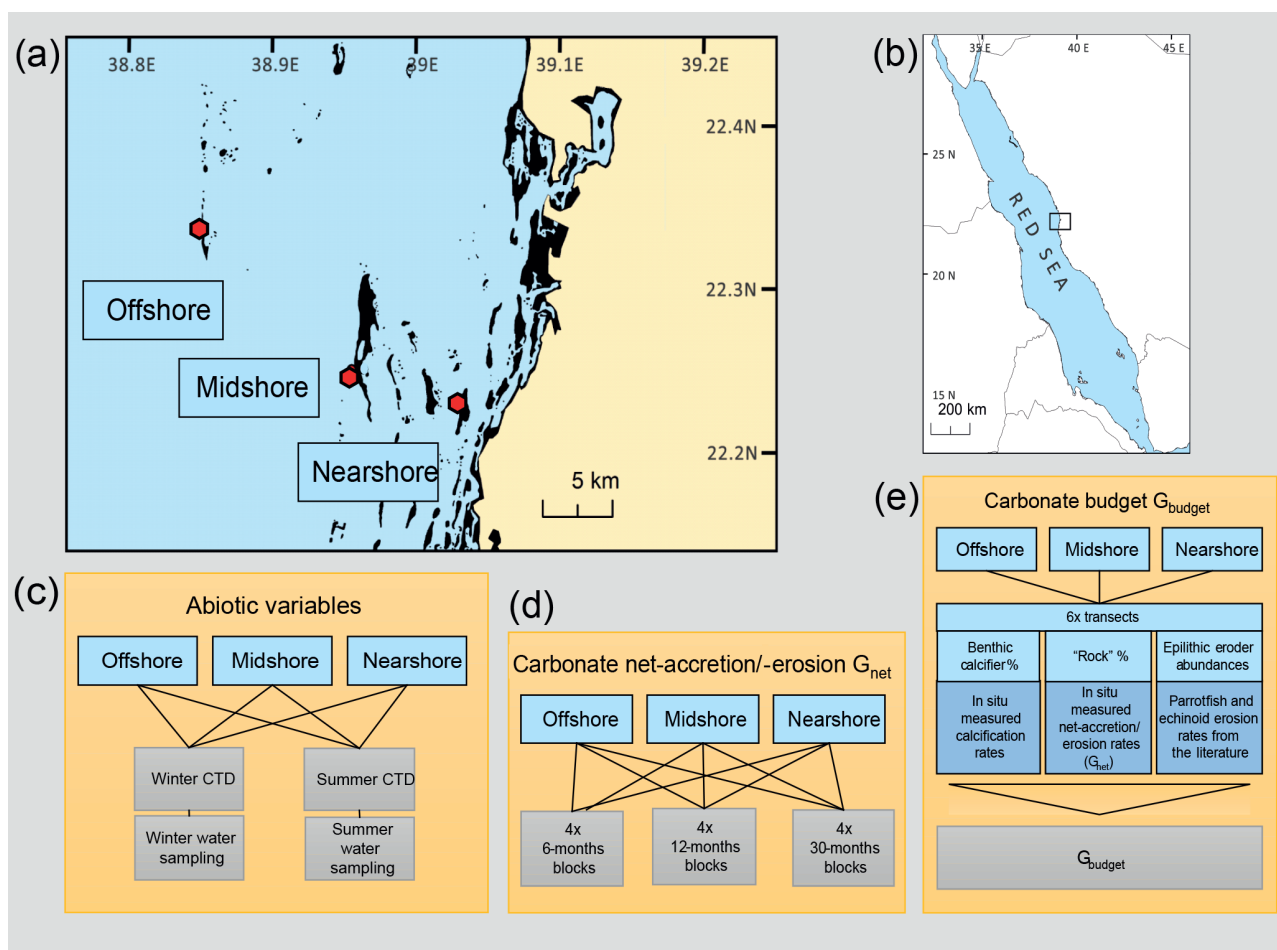 (a)
38.8E
38.9E
39E
39.1E
39.2E
22.4N
22.3N
22.2N
Offshore
Midshore
Nearshore
5 km
(b)
35 E
40 E
45 E
25 N
20 N
15 N
RED SEA
200 km
(c)
Abiotic variables
Offshore
Midshore
Nearshore
Winter CTD
Summer CTD
Winter water
sampling
Summer
water
sampling
(d)
Carbonate net-accretion/-erosion Gnet
Offshore
Midshore
Nearshore
4x
6-months
blocks
4x
12-months
blocks
4x
30-months
blocks
(e)
Carbonate budget Gbudget
Offshore
Midshore
Nearshore
6x transects
Benthic
calcifier%
“Rock” %
Epilithic eroder
abundances
In situ
measured
calcification
rates
In situ
measured
net-accretion/
erosion rates
(Gnet)
Parrotfish and
echinoid erosion
rates from
the literature
Gbudget